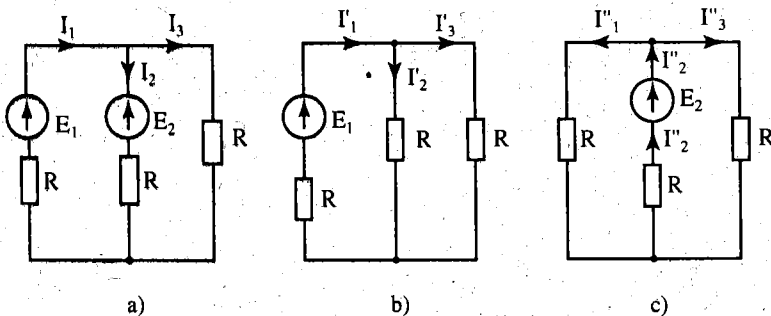 I₁ I₃ I'₁ I'₃ I"₁ I"₃
I₂ I'₂ I"₂
E₁ E₂ R E₁ R R R E₂ R
I"₂
R R R R
a) b) c)